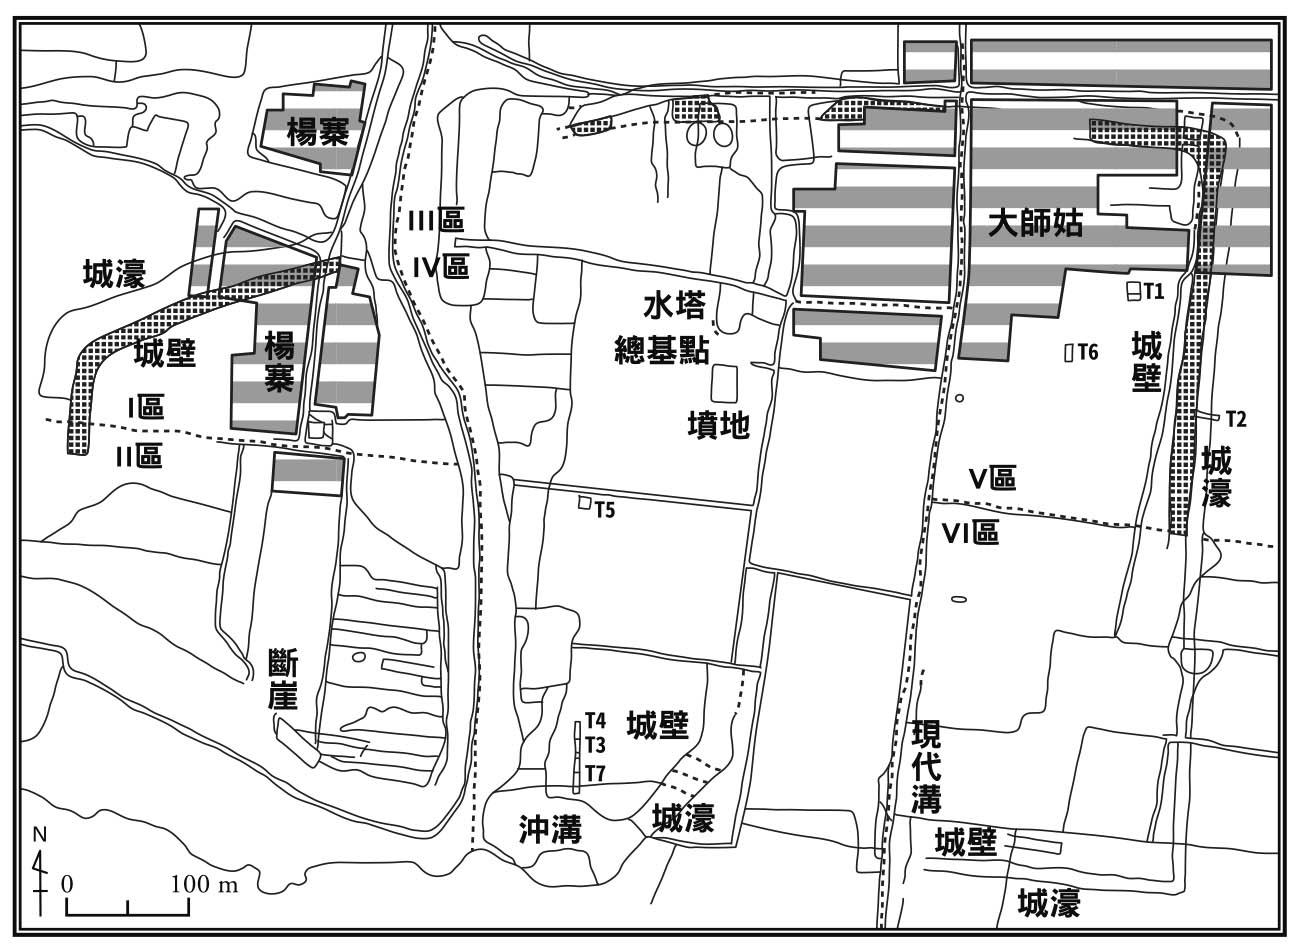 楊寨
III區
大師姑
IV區
城濠
T1
水塔
總基點
城壁
楊寨
城壁
T6
I區
墳地
T2
II區
城濠
V區
T5
VI區
斷崖
T4
城壁
T3
T7
現代溝
城濠
沖溝
城壁
城濠
N
0 100 m